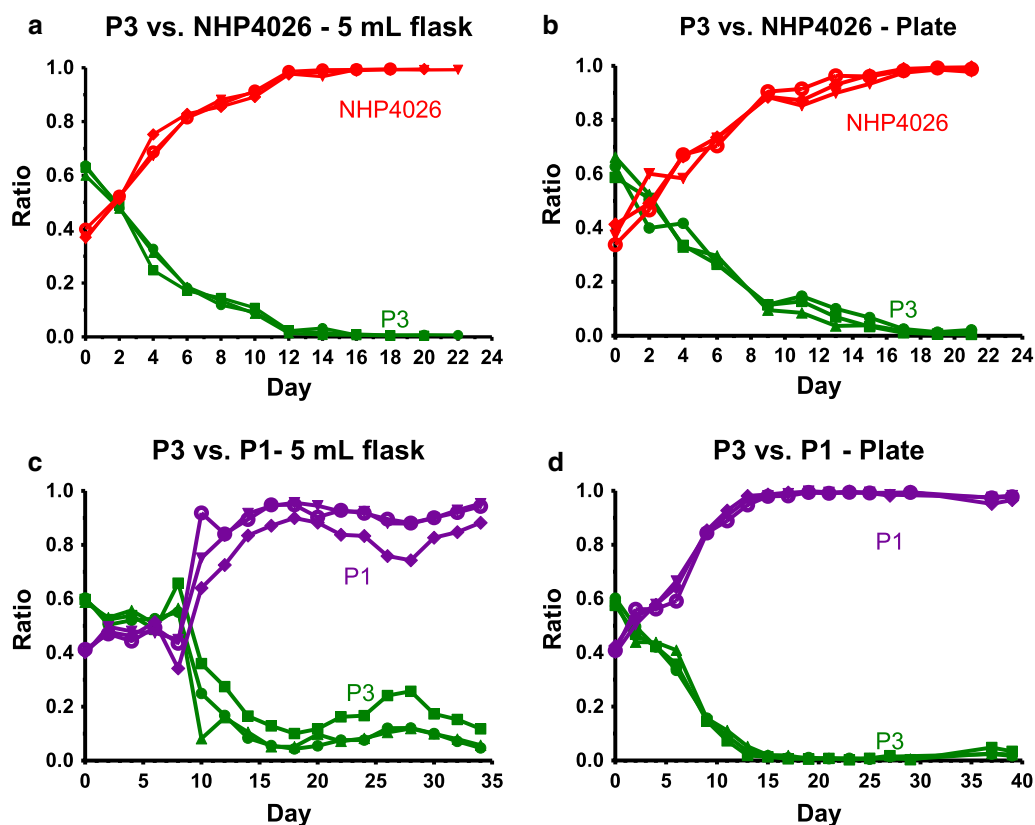 a
P3 vs. NHP4026 - 5 mL flask
1.0
0.8
0.6
0.4
0.2
0.0
Ratio
NHP4026
P3
0 2 4 6 8 10 12 14 16 18 20 22 24
Day
b
P3 vs. NHP4026 - Plate
1.0
0.8
0.6
0.4
0.2
0.0
Ratio
NHP4026
P3
0 2 4 6 8 10 12 14 16 18 20 22 24
Day
c
P3 vs. P1- 5 mL flask
1.0
0.8
0.6
0.4
0.2
0.0
Ratio
P1
P3
0 5 10 15 20 25 30 35
Day
d
P3 vs. P1 - Plate
1.0
0.8
0.6
0.4
0.2
0.0
Ratio
P1
P3
0 5 10 15 20 25 30 35 40
Day